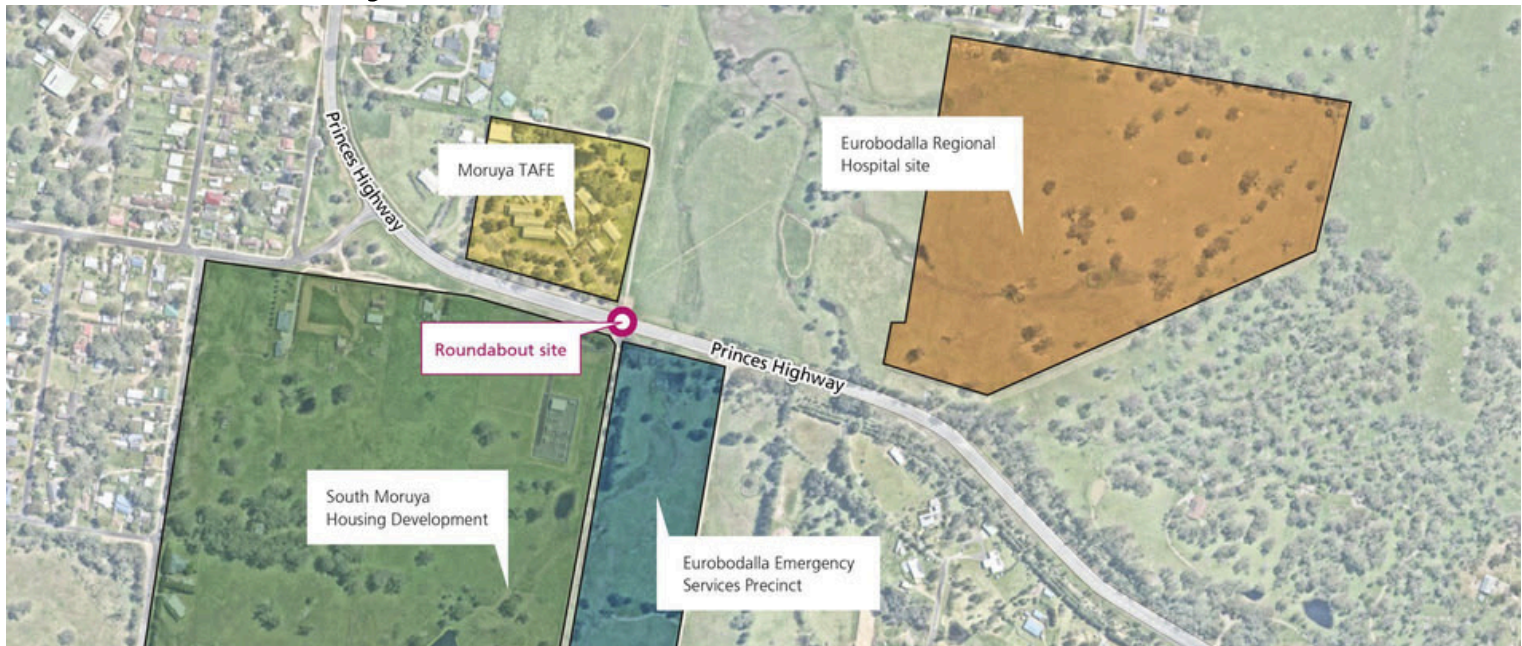 Princes Highway
Moruya TAFE
Eurobodalla Regional
Hospital site
Roundabout site
Princes Highway
South Moruya
Housing Development
Eurobodalla Emergency
Services Precinct